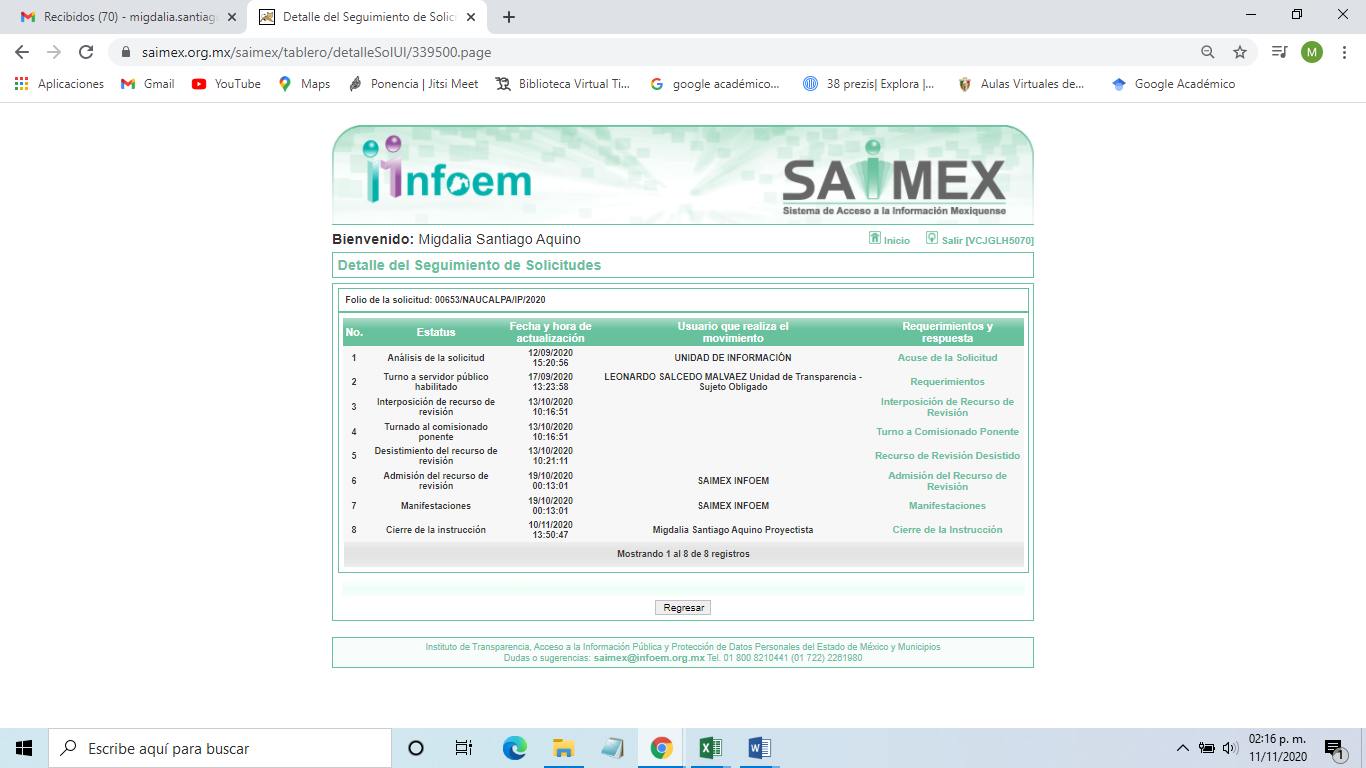 Recibidos (70) - migdalia.santiag
Detalle del Seguimiento de Solic
saimex.org.mx/saimex/tablero/detalleSolUI/339500.page
M
Aplicaciones
Gmail
YouTube
Maps
Ponencia | Jitsi Meet
Biblioteca Virtual Ti...
google académico...
38 prezis| Explora |...
Aulas Virtuales de...
Google Académico
infoem
SAIMEX
Sistema de Acceso a la Información Mexiquense
Bienvenido: Migdalia Santiago Aquino
Inicio
Salir [VCJGLH5070]
Detalle del Seguimiento de Solicitudes
Folio de la solicitud: 00653/NAUCALPA/IP/2020
No. Estatus Fecha y hora de actualización Usuario que realiza el movimiento Requerimientos y respuesta
1 Análisis de la solicitud 12/09/2020 15:20:56 UNIDAD DE INFORMACIÓN Acuse de la Solicitud
2 Turno a servidor público habilitado 17/09/2020 13:23:58 LEONARDO SALCEDO MALVAEZ Unidad de Transparencia - Sujeto Obligado Requerimientos
3 Interposición de recurso de revisión 13/10/2020 10:16:51 Interposición de Recurso de Revisión
4 Turnado al comisionado ponente 13/10/2020 10:16:51 Turno a Comisionado Ponente
5 Desistimiento del recurso de revisión 13/10/2020 10:21:11 Recurso de Revisión Desistido
6 Admisión del recurso de revisión 19/10/2020 00:13:01 SAIMEX INFOEM Admisión del Recurso de Revisión
7 Manifestaciones 19/10/2020 00:13:01 SAIMEX INFOEM Manifestaciones
8 Cierre de la instrucción 10/11/2020 13:50:47 Migdalia Santiago Aquino Proyectista Cierre de la Instrucción
Mostrando 1 al 8 de 8 registros
Regresar
Instituto de Transparencia, Acceso a la Información Pública y Protección de Datos Personales del Estado de México y Municipios
Dudas o sugerencias: saimex@infoem.org.mx Tel. 01 800 8210441 (01 722) 2261980
Escribe aquí para buscar
02:16 p. m.
11/11/2020
1